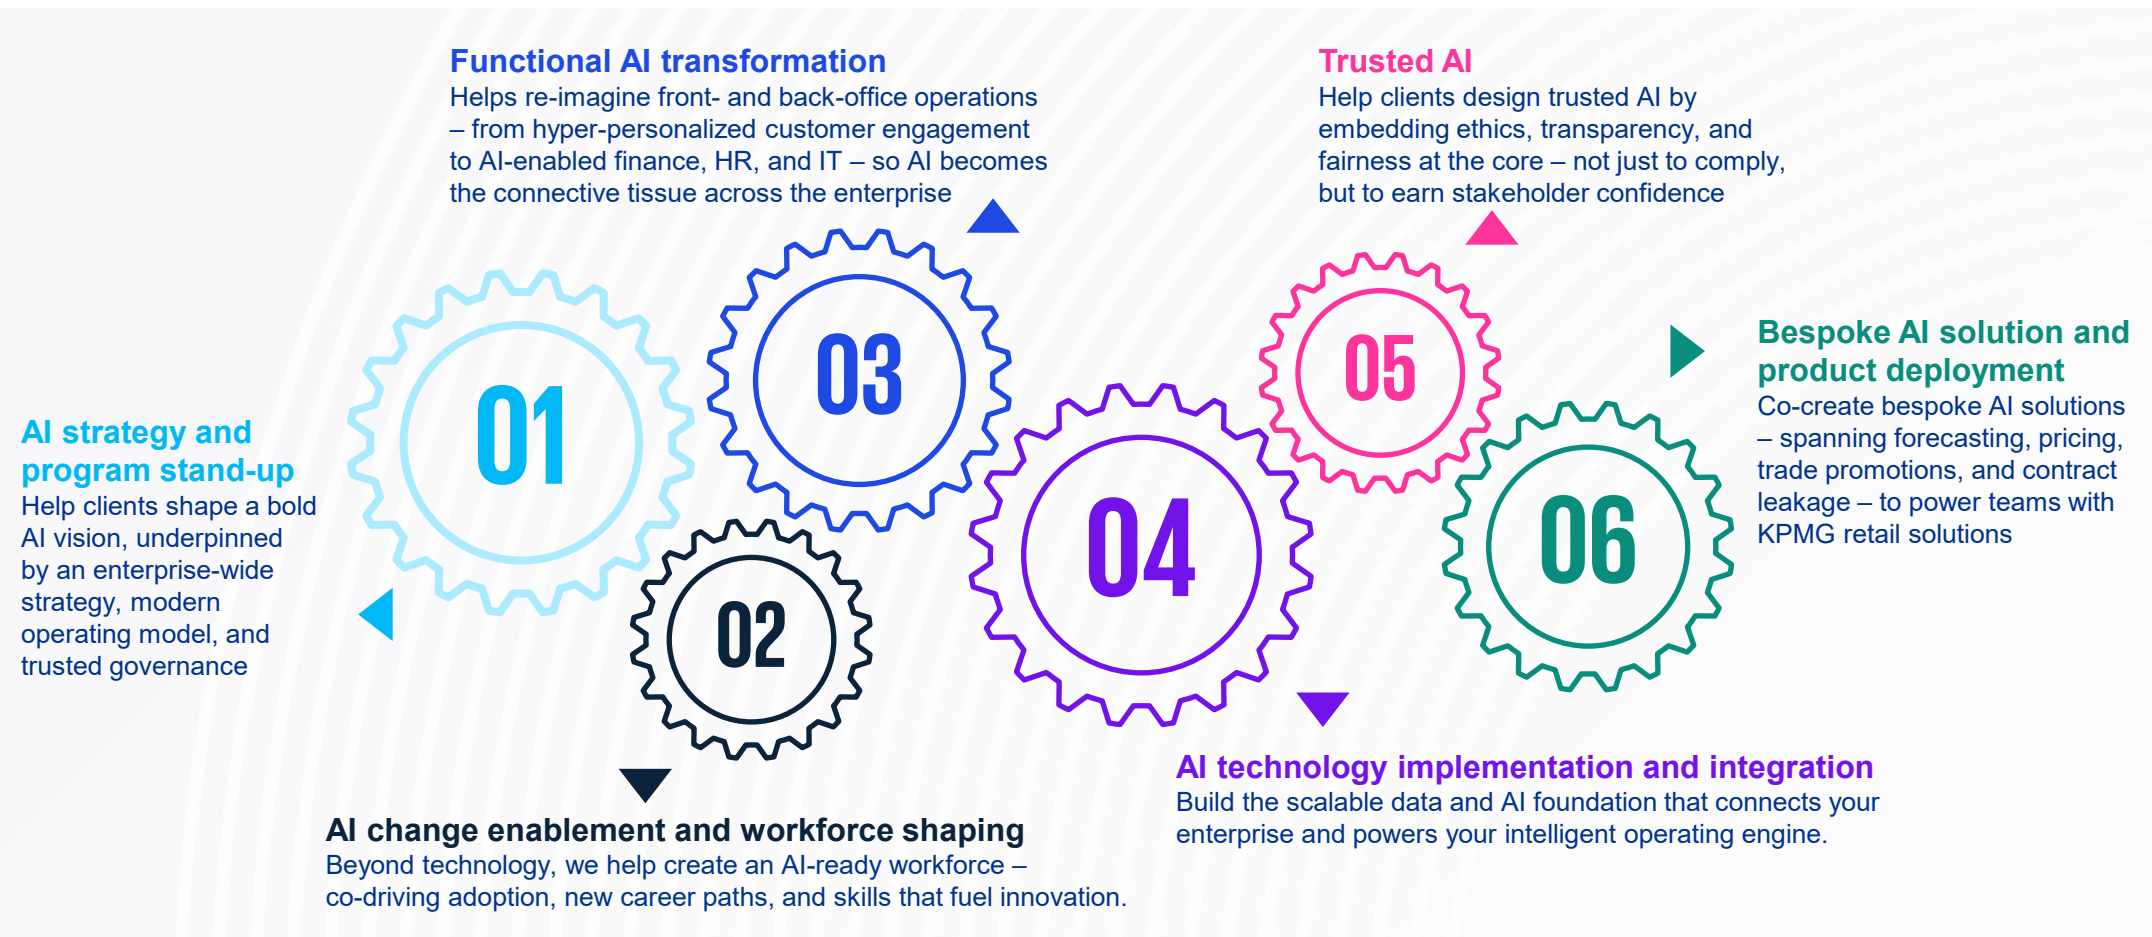 Functional AI transformation
Helps re-imagine front- and back-office operations
– from hyper-personalized customer engagement
to AI-enabled finance, HR, and IT – so AI becomes
the connective tissue across the enterprise
Trusted AI
Help clients design trusted AI by
embedding ethics, transparency, and
fairness at the core – not just to comply,
but to earn stakeholder confidence
01
03
05
AI strategy and
program stand-up
Help clients shape a bold
AI vision, underpinned
by an enterprise-wide
strategy, modern
operating model, and
trusted governance
02
04
06
Bespoke AI solution and
product deployment
Co-create bespoke AI solutions
– spanning forecasting, pricing,
trade promotions, and contract
leakage – to power teams with
KPMG retail solutions
AI change enablement and workforce shaping
Beyond technology, we help create an AI-ready workforce –
co-driving adoption, new career paths, and skills that fuel innovation.
AI technology implementation and integration
Build the scalable data and AI foundation that connects your
enterprise and powers your intelligent operating engine.